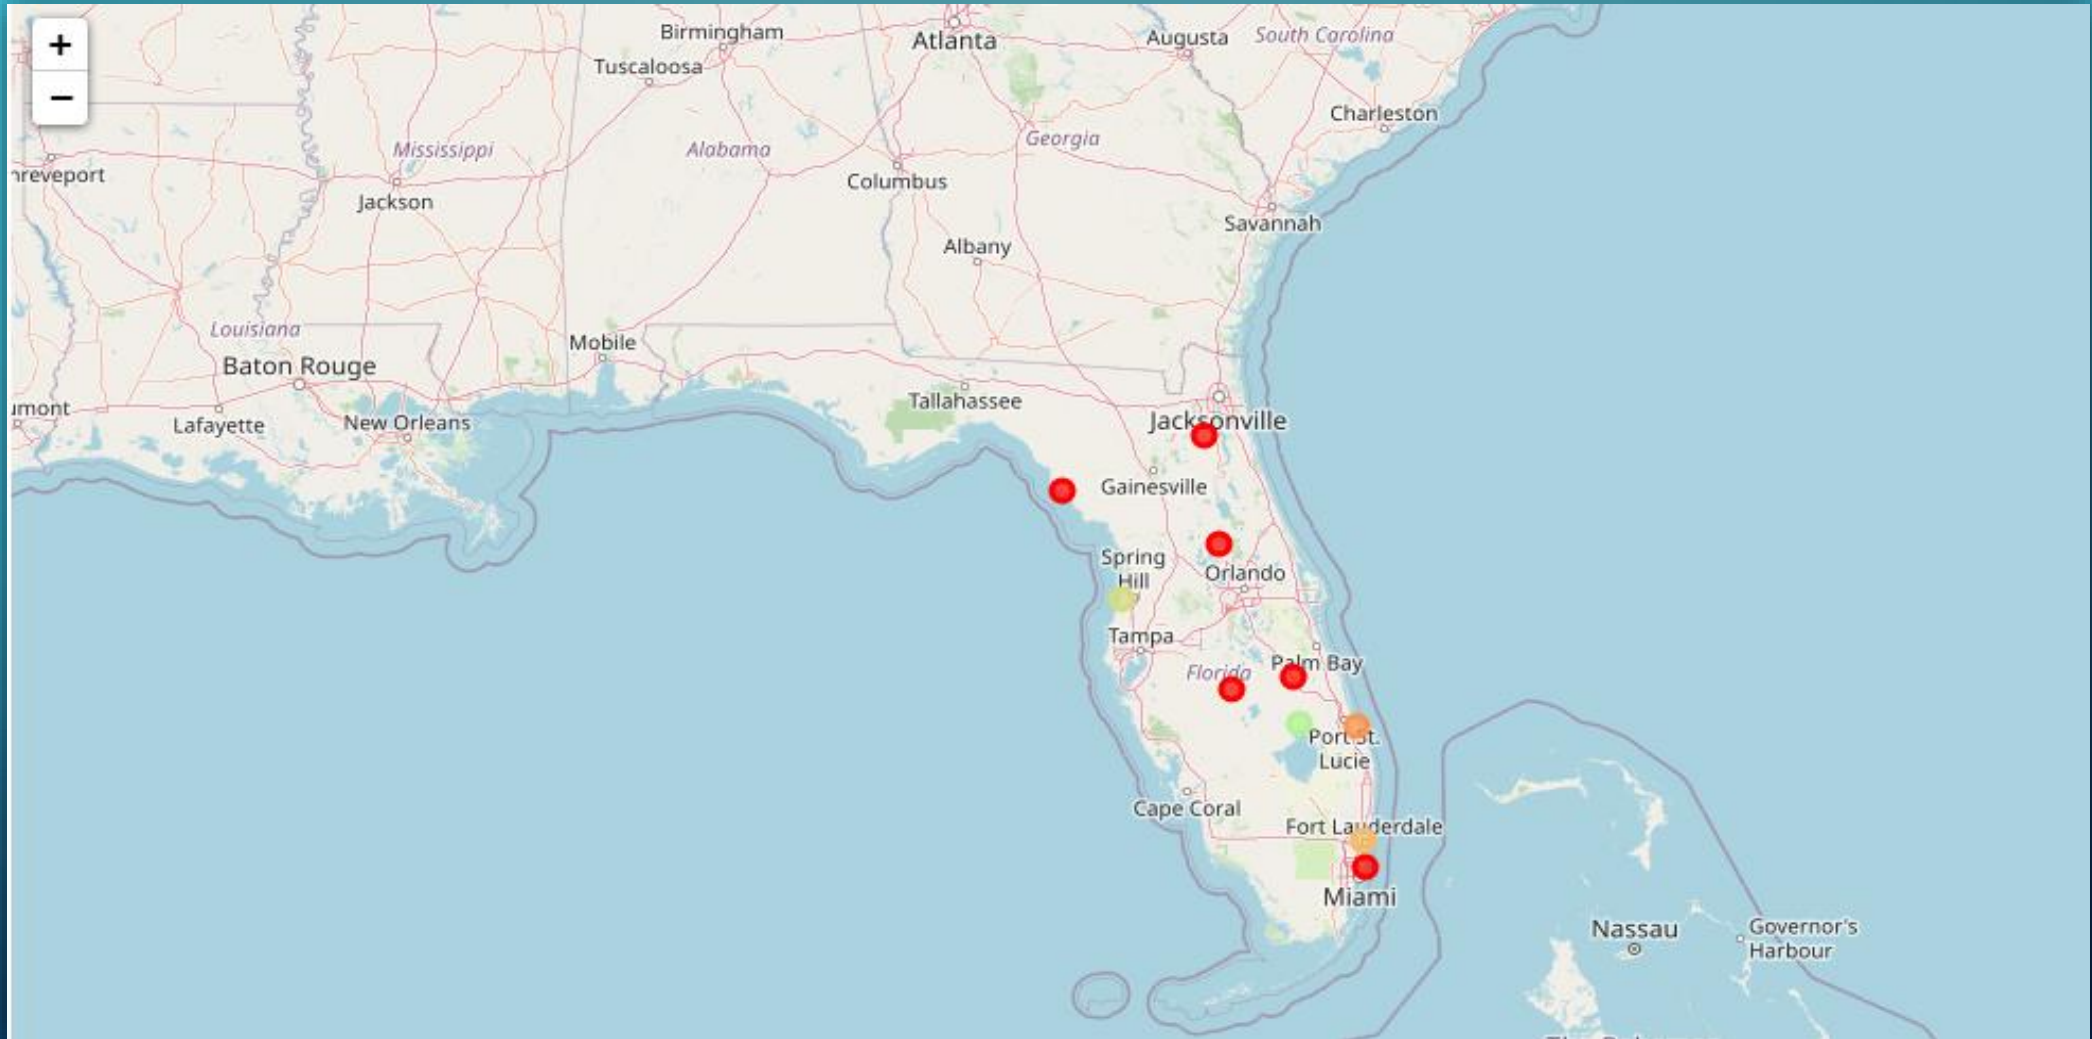 +
−
Birmingham
Atlanta
Augusta
South Carolina
Tuscaloosa
Charleston
Mississippi
Alabama
Georgia
hreveport
Jackson
Columbus
Savannah
Albany
Louisiana
Mobile
Baton Rouge
Tallahassee
umont
Lafayette
New Orleans
Jacksonville
Gainesville
Spring
Hill
Orlando
Tampa
Florida
Palm Bay
Port St.
Lucie
Cape Coral
Fort Lauderdale
Miami
Nassau
Governor's
Harbour